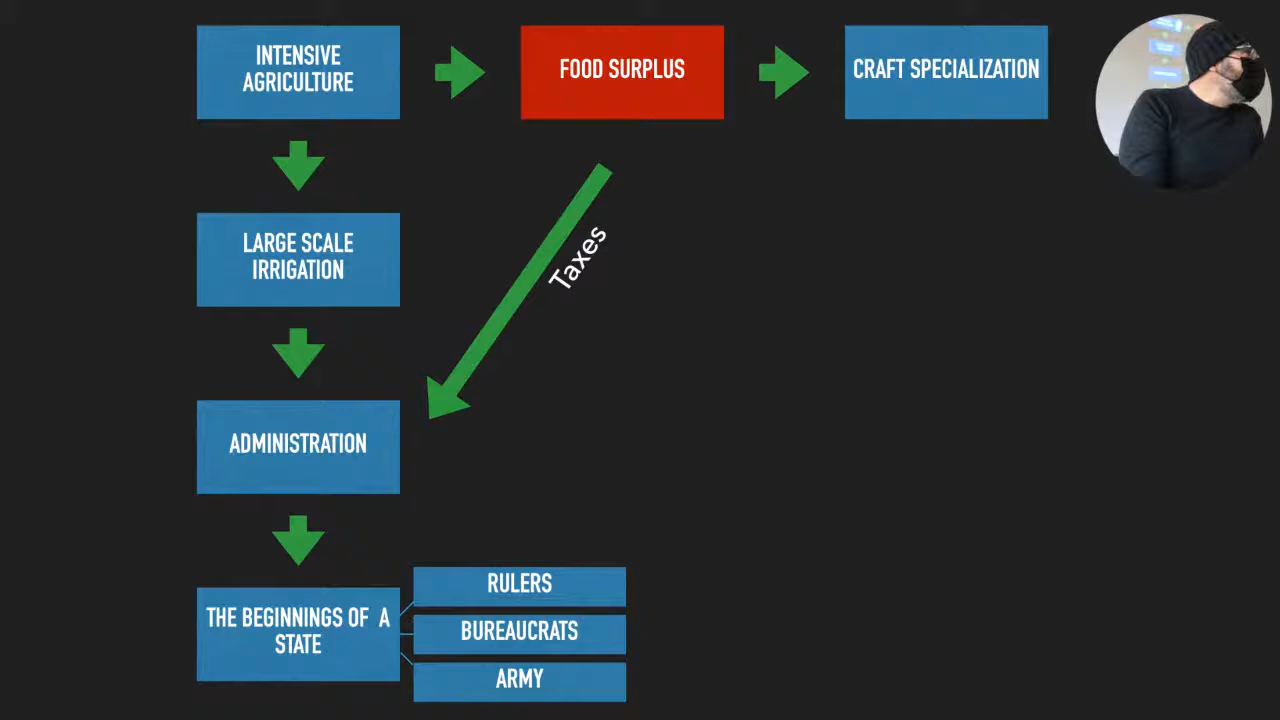 INTENSIVE
AGRICULTURE
FOOD SURPLUS
CRAFT SPECIALIZATION
LARGE SCALE
IRRIGATION
Taxes
ADMINISTRATION
THE BEGINNINGS OF A
STATE
RULERS
BUREAUCRATS
ARMY